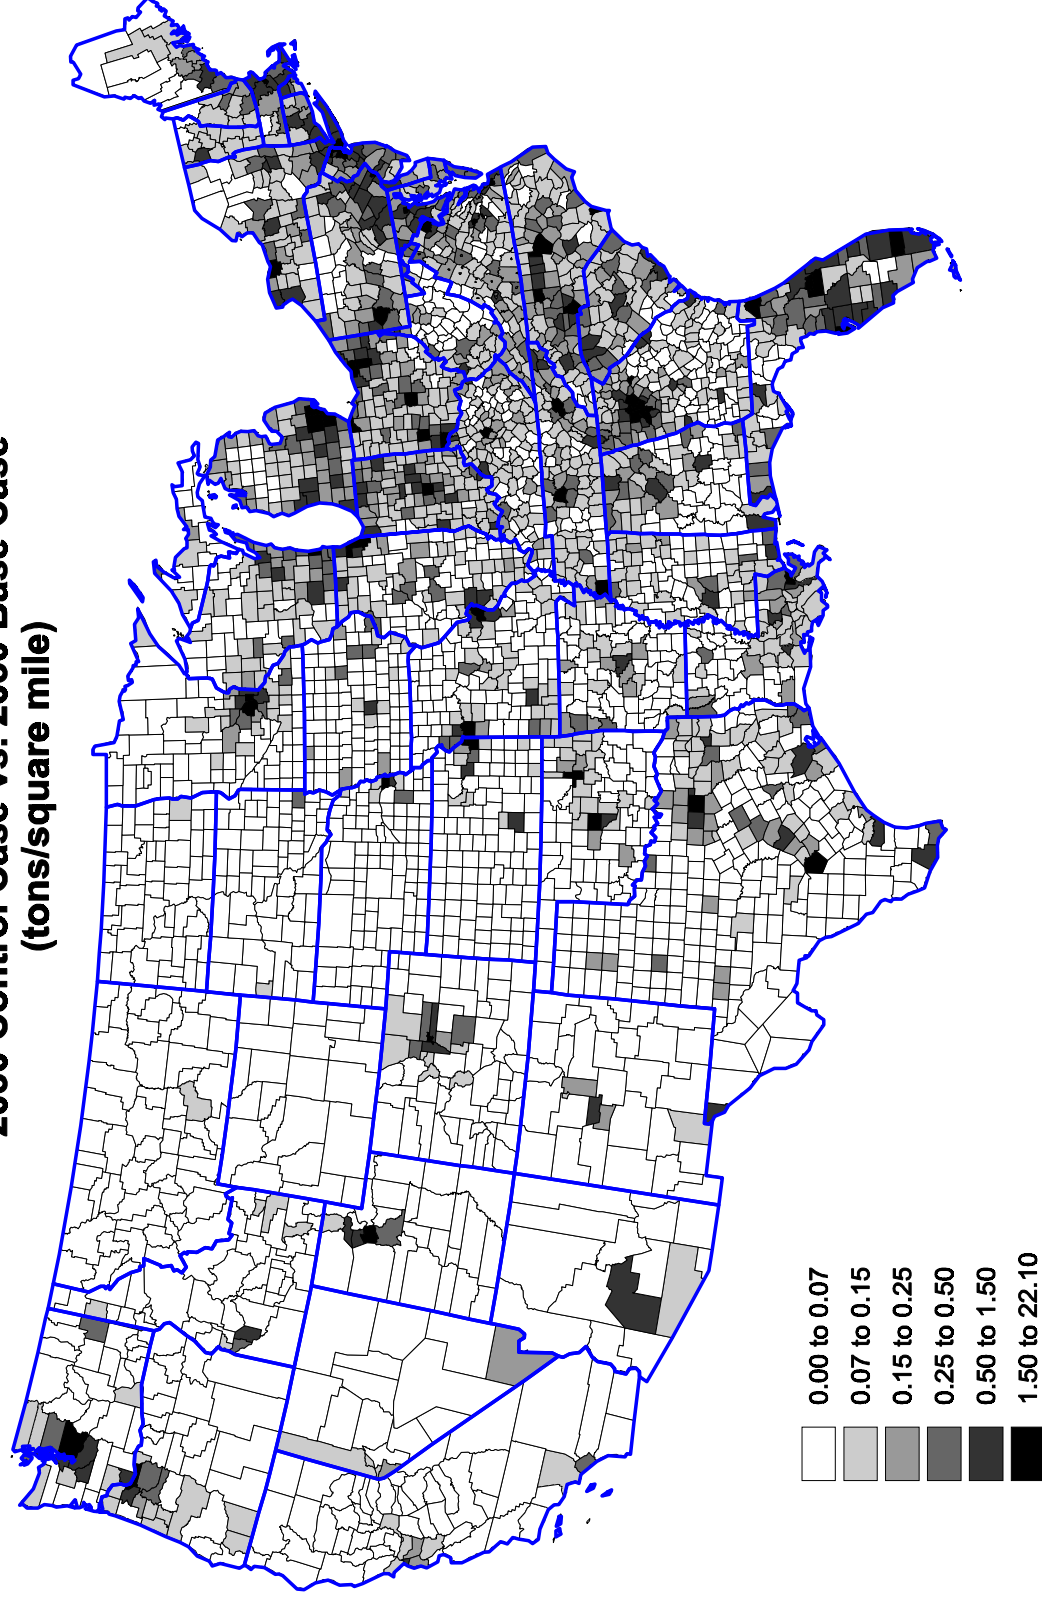 2030 Control Case vs. 2030 Base Case
(tons/square mile)
0.00 to 0.07
0.07 to 0.15
0.15 to 0.25
0.25 to 0.50
0.50 to 1.50
1.50 to 22.10